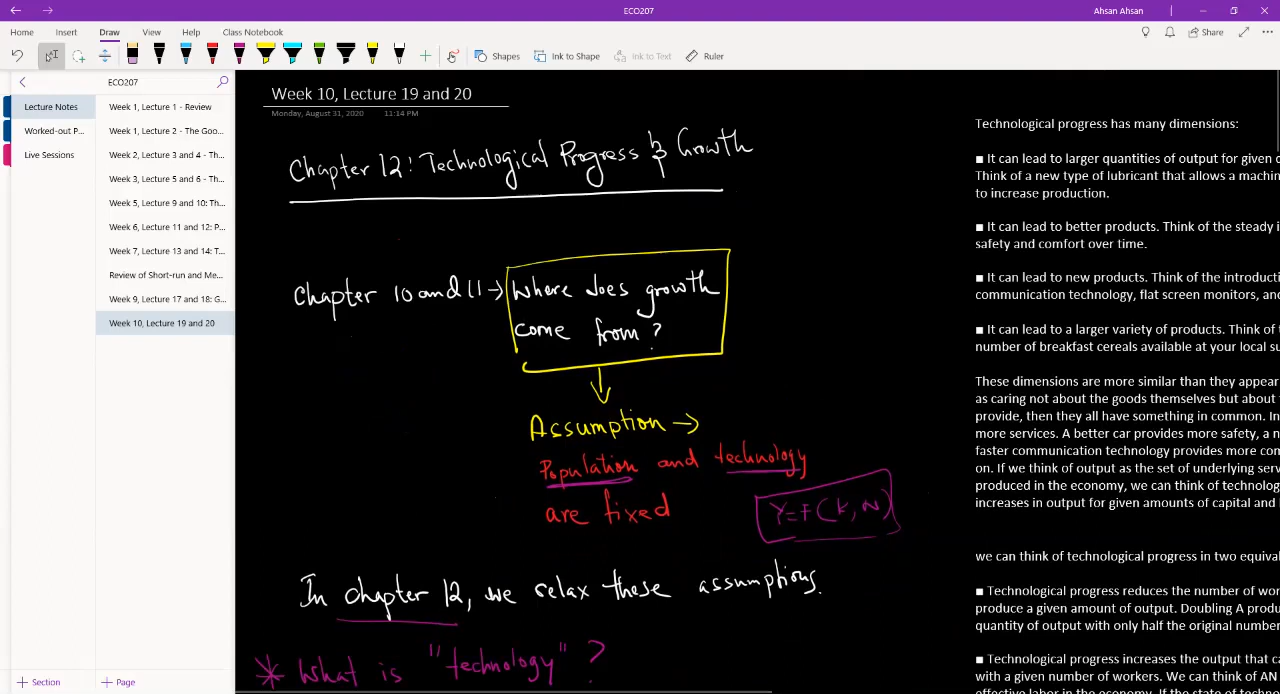 ECO207
Ahsan Ahsan
Home Insert Draw View Help Class Notebook
Share
Shapes Ink to Shape Ink to Text Ruler
ECO207
Lecture Notes
Worked-out P...
Live Sessions
Week 1, Lecture 1 - Review
Week 1, Lecture 2 - The Goo...
Week 2, Lecture 3 and 4 - Th...
Week 3, Lecture 5 and 6 - Th...
Week 5, Lecture 9 and 10: Th...
Week 6, Lecture 11 and 12: P...
Week 7, Lecture 13 and 14: T...
Review of Short-run and Me...
Week 9, Lecture 17 and 18: G...
Week 10, Lecture 19 and 20
Section
Page
Week 10, Lecture 19 and 20
Monday, August 31, 2020 11:14 PM
Chapter 12: Technological Progress & Growth
Chapter 10 and 11 → Where does growth
come from?
Assumption →
Population and technology
are fixed
Y=F(K,N)
In chapter 12, we relax these assumptions.
* What is "technology" ?
Technological progress has many dimensions:
■ It can lead to larger quantities of output for given
Think of a new type of lubricant that allows a machin
to increase production.
■ It can lead to better products. Think of the steady i
safety and comfort over time.
■ It can lead to new products. Think of the introducti
communication technology, flat screen monitors, an
■ It can lead to a larger variety of products. Think of
number of breakfast cereals available at your local su
These dimensions are more similar than they appear
as caring not about the goods themselves but about
provide, then they all have something in common. In
more services. A better car provides more safety, a n
faster communication technology provides more con
on. If we think of output as the set of underlying serv
produced in the economy, we can think of technolog
increases in output for given amounts of capital and
we can think of technological progress in two equiva
■ Technological progress reduces the number of wor
produce a given amount of output. Doubling A produ
quantity of output with only half the original number
■ Technological progress increases the output that ca
with a given number of workers. We can think of AN
effective labor in the economy. If the state of techno